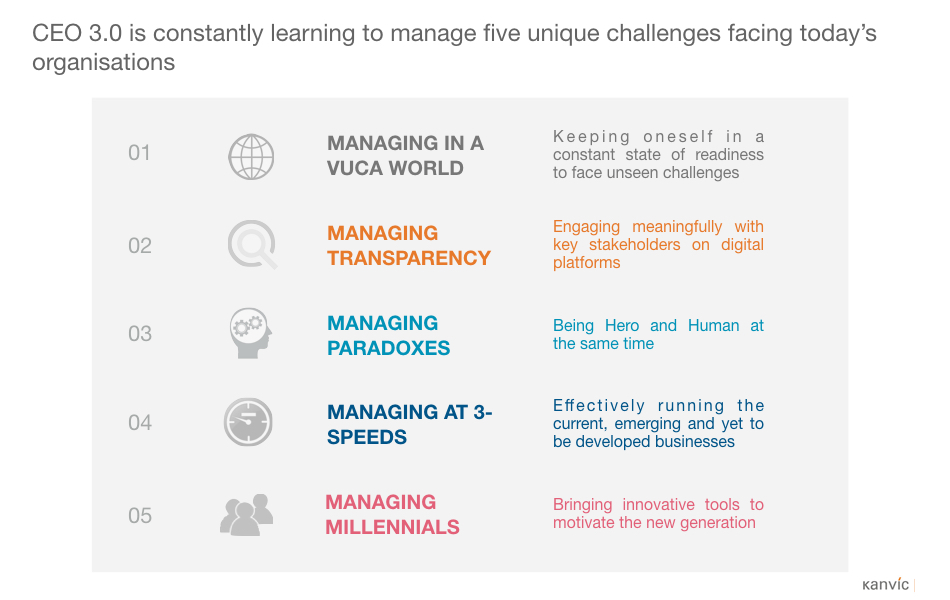 CEO 3.0 is constantly learning to manage five unique challenges facing today’s
organisations
01
MANAGING IN A
VUCA WORLD
Keeping oneself in a
constant state of readiness
to face unseen challenges
02
MANAGING
TRANSPARENCY
Engaging meaningfully with
key stakeholders on digital
platforms
03
MANAGING
PARADOXES
Being Hero and Human at
the same time
04
MANAGING AT 3-
SPEEDS
Effectively running the
current, emerging and yet to
be developed businesses
05
MANAGING
MILLENNIALS
Bringing innovative tools to
motivate the new generation
kanvic